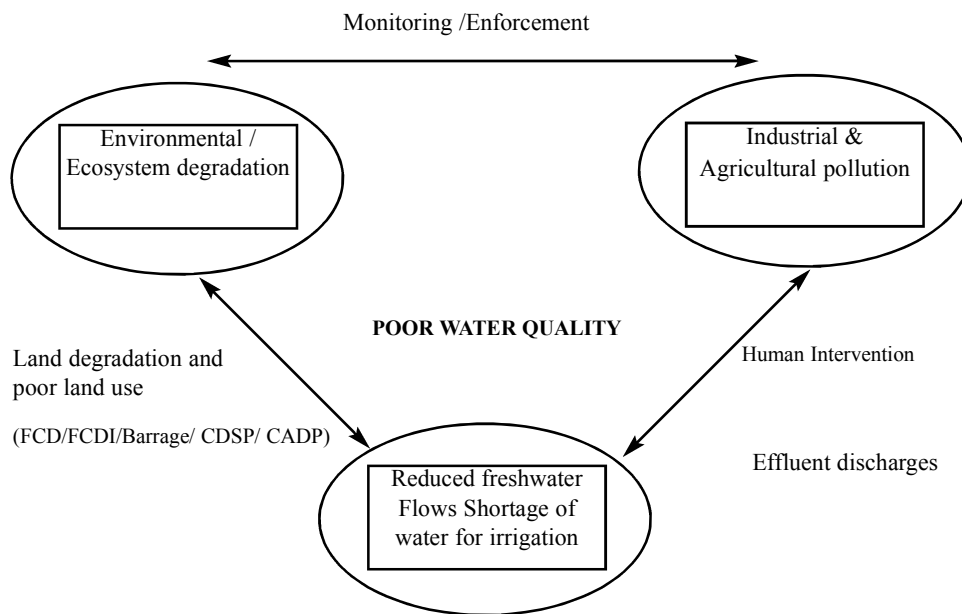 Monitoring /Enforcement
Environmental /
Ecosystem degradation
Industrial &
Agricultural pollution
POOR WATER QUALITY
Land degradation and
poor land use
(FCD/FCDI/Barrage/ CDSP/ CADP)
Human Intervention
Effluent discharges
Reduced freshwater
Flows Shortage of
water for irrigation